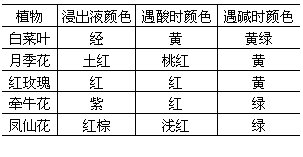 植物 浸出液颜色 遇酸时颜色 遇碱时颜色
白菜叶 经 黄 黄绿
月季花 土红 桃红 黄
红玫瑰 红 红 黄
牵牛花 紫 红 绿
凤仙花 红棕 浅红 绿